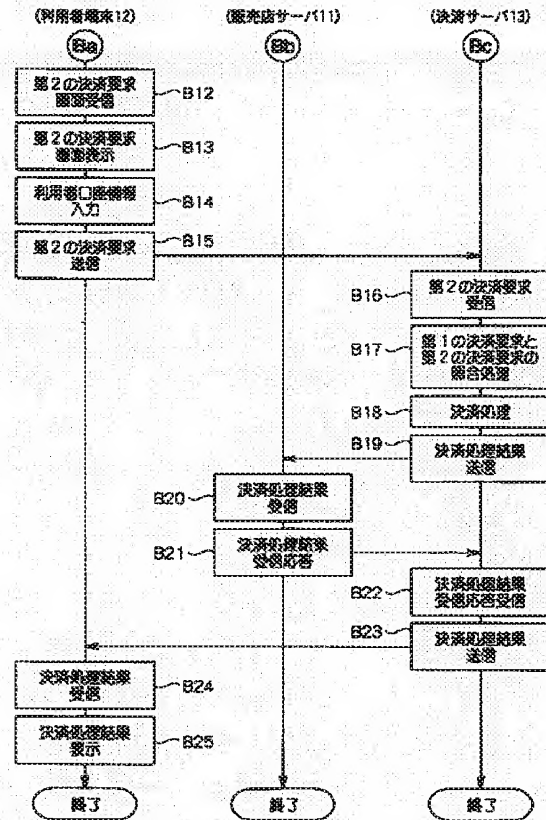 (利用者端末12)
(販売店サーバ11)
(決済サーバ13)
Ba
Bb
Bc
第2の決済要求
画面受信
B12
第2の決済要求
画面表示
B13
利用者口座情報
入力
B14
第2の決済要求
送信
B15
B16
第2の決済要求
受信
B17
第1の決済要求と
第2の決済要求の
照合処理
B18
決済処理
B19
決済処理結果
送信
B20
決済処理結果
受信
B21
決済処理結果
受信応答
B22
決済処理結果
受信応答受信
B23
決済処理結果
送信
決済処理結果
受信
B24
決済処理結果
表示
B25
終了
終了
終了